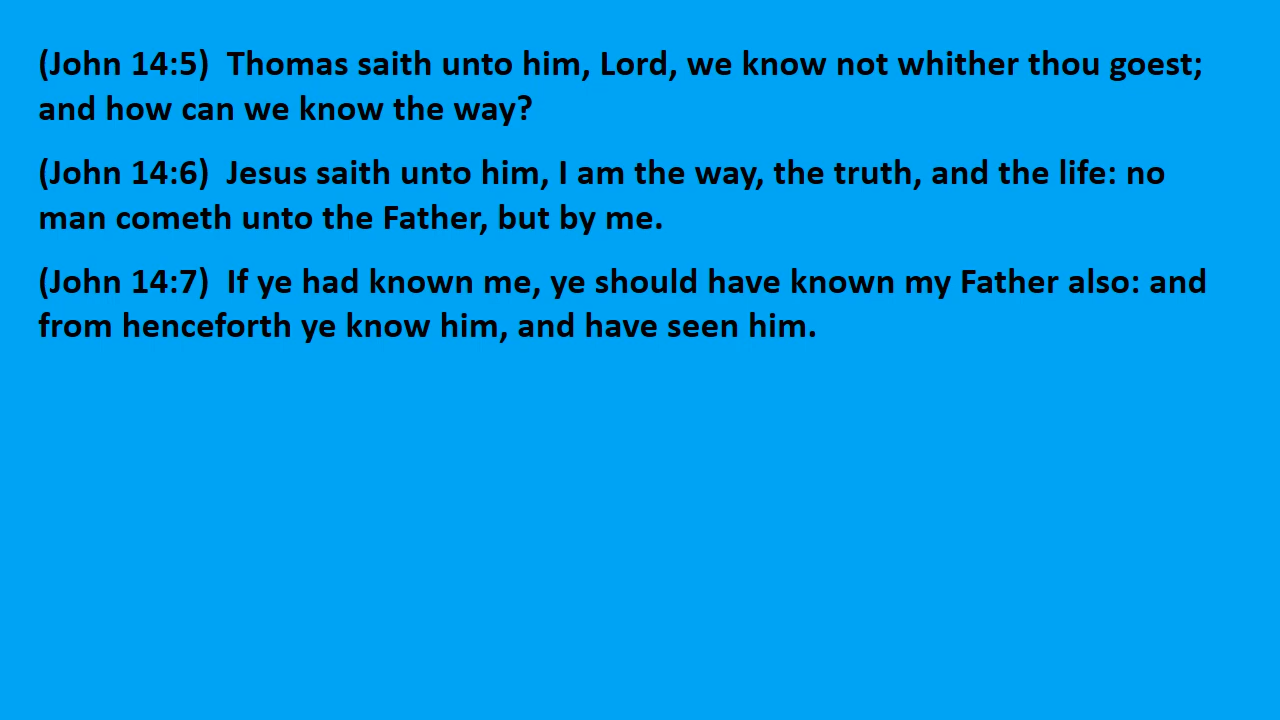 (John 14:5)  Thomas saith unto him, Lord, we know not whither thou goest;
and how can we know the way?
(John 14:6)  Jesus saith unto him, I am the way, the truth, and the life: no
man cometh unto the Father, but by me.
(John 14:7)  If ye had known me, ye should have known my Father also: and
from henceforth ye know him, and have seen him.